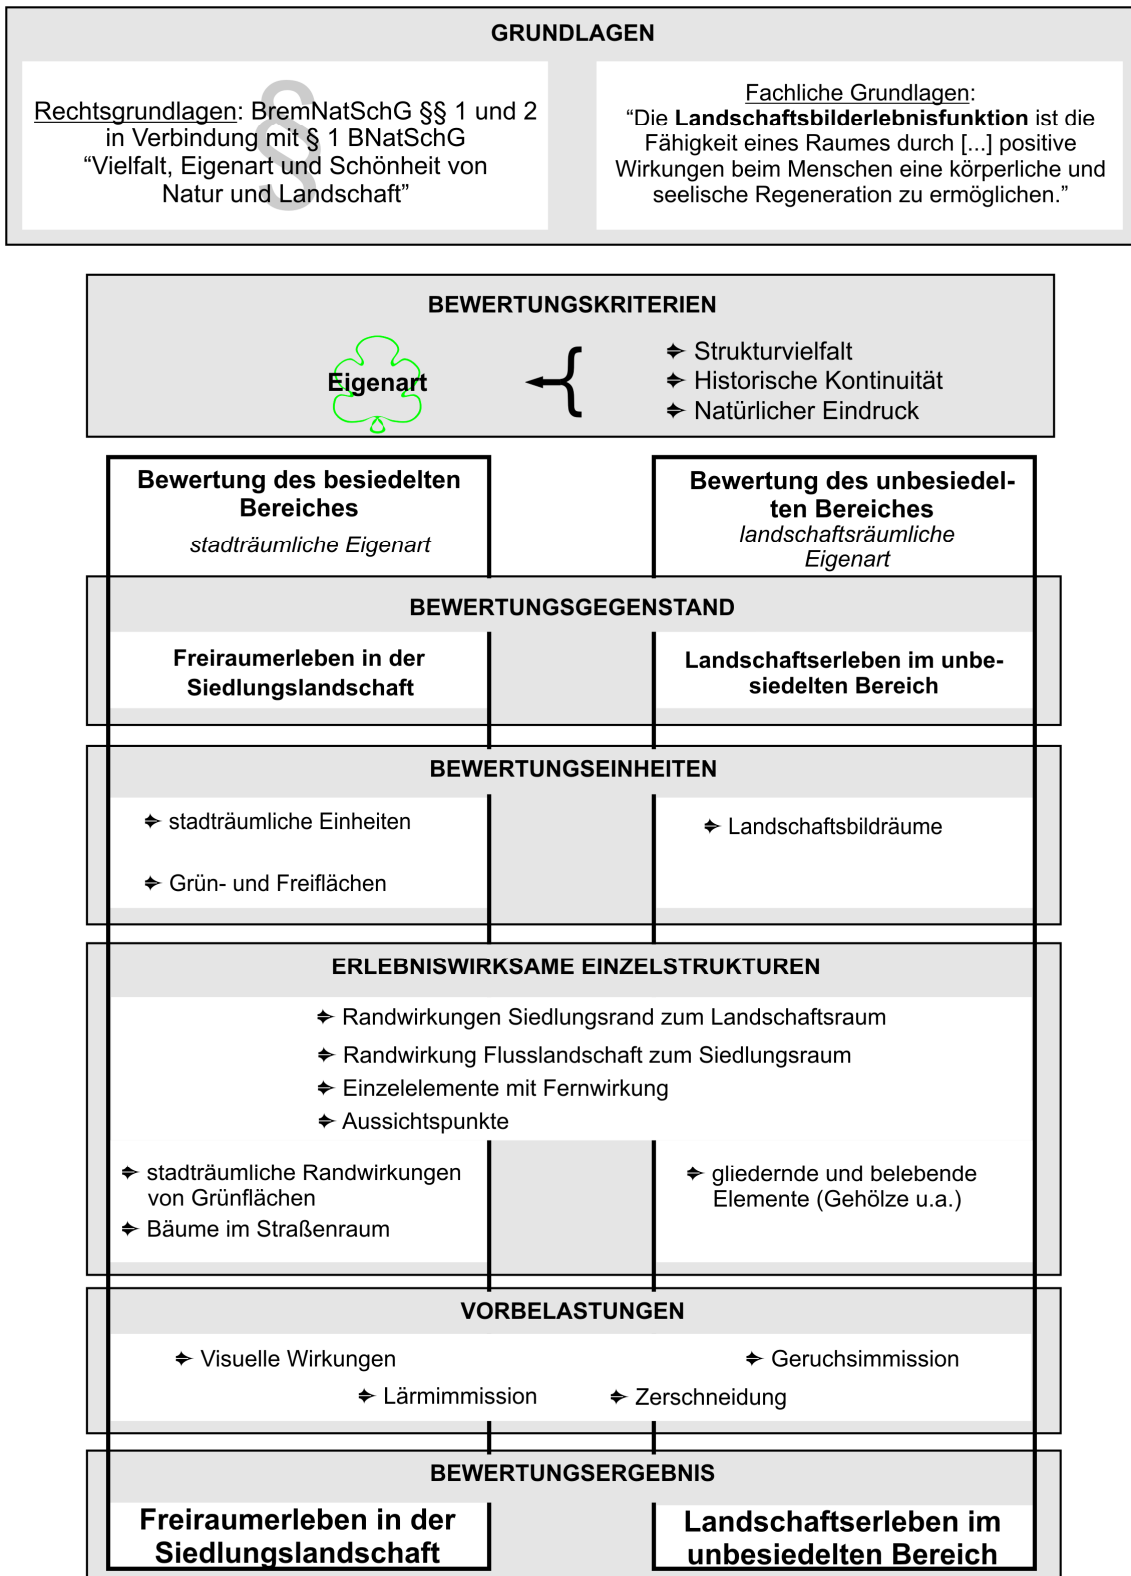 GRUNDLAGEN
§
Rechtsgrundlagen: BremNatSchG §§ 1 und 2
in Verbindung mit § 1 BNatSchG
“Vielfalt, Eigenart und Schönheit von
Natur und Landschaft”
Fachliche Grundlagen:
“Die Landschaftsbilderlebnisfunktion ist die
Fähigkeit eines Raumes durch [...] positive
Wirkungen beim Menschen eine körperliche und
seelische Regeneration zu ermöglichen.”
BEWERTUNGSKRITERIEN
Eigenart
Strukturvielfalt
Historische Kontinuität
Natürlicher Eindruck
Bewertung des besiedelten
Bereiches
stadträumliche Eigenart
Bewertung des unbesiedel-
ten Bereiches
landschaftsräumliche
Eigenart
BEWERTUNGSGEGENSTAND
Freiraumerleben in der
Siedlungslandschaft
Landschaftserleben im unbe-
siedelten Bereich
BEWERTUNGSEINHEITEN
stadträumliche Einheiten
Grün- und Freiflächen
Landschaftsbildräume
ERLEBNISWIRKSAME EINZELSTRUKTUREN
Randwirkungen Siedlungsrand zum Landschaftsraum
Randwirkung Flusslandschaft zum Siedlungsraum
Einzelelemente mit Fernwirkung
Aussichtspunkte
stadträumliche Randwirkungen
von Grünflächen
Bäume im Straßenraum
gliedernde und belebende
Elemente (Gehölze u.a.)
VORBELASTUNGEN
Visuelle Wirkungen
Geruchsimmission
Lärmimmission
Zerschneidung
BEWERTUNGSERGEBNIS
Freiraumerleben in der
Siedlungslandschaft
Landschaftserleben im
unbesiedelten Bereich